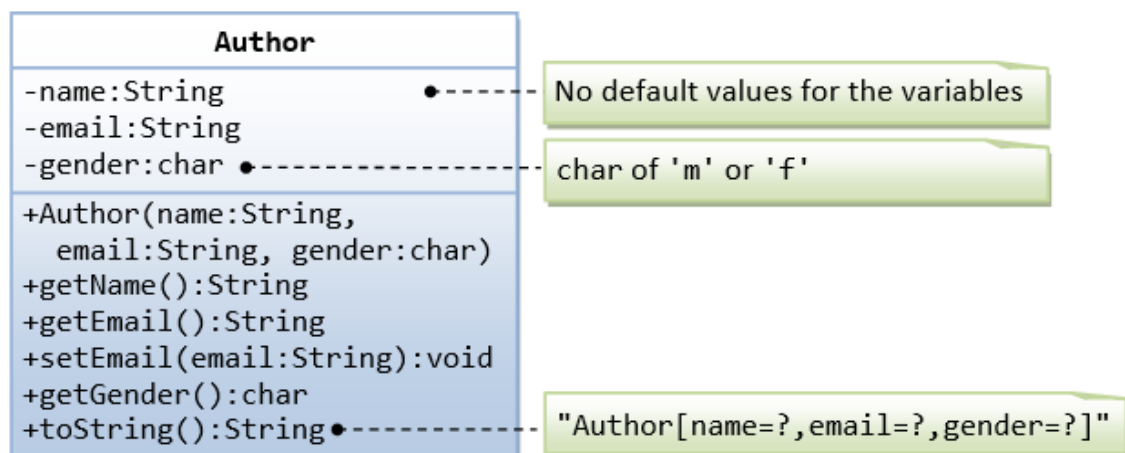 Author
-name:String
No default values for the variables
-email:String
-gender:char
char of 'm' or 'f'
+Author(name:String,
email:String, gender:char)
+getName():String
+getEmail():String
+setEmail(email:String):void
+getGender():char
+toString():String
"Author[name=?,email=?,gender=?]"